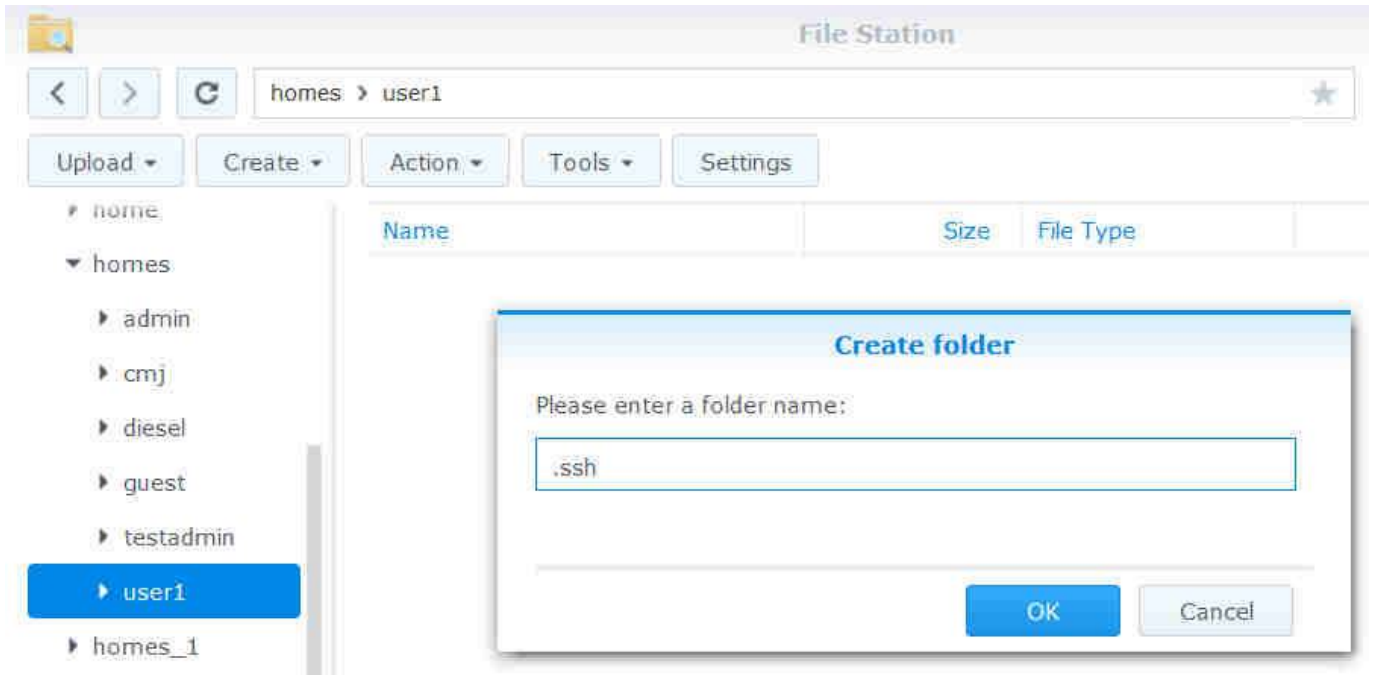 File Station
homes > user1
Upload Create Action Tools Settings
home
Name Size File Type
homes
admin
cmj
diesel
guest
testadmin
user1
homes_1
Create folder
Please enter a folder name:
.ssh
OK Cancel